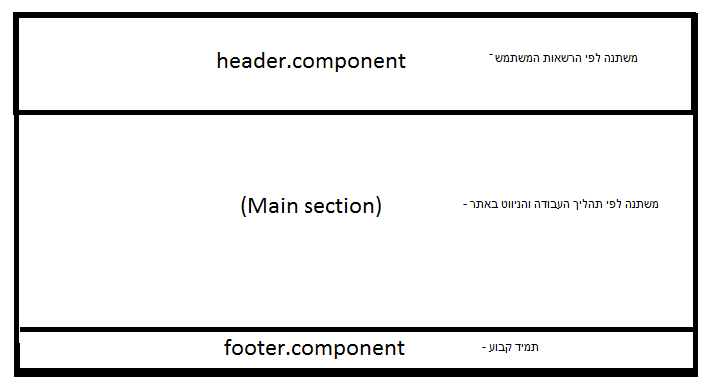 header.component
משתנה לפי הרשאות המשתמש -
(Main section)
משתנה לפי תהליך העבודה והניווט באתר -
footer.component
תמיד קבוע -